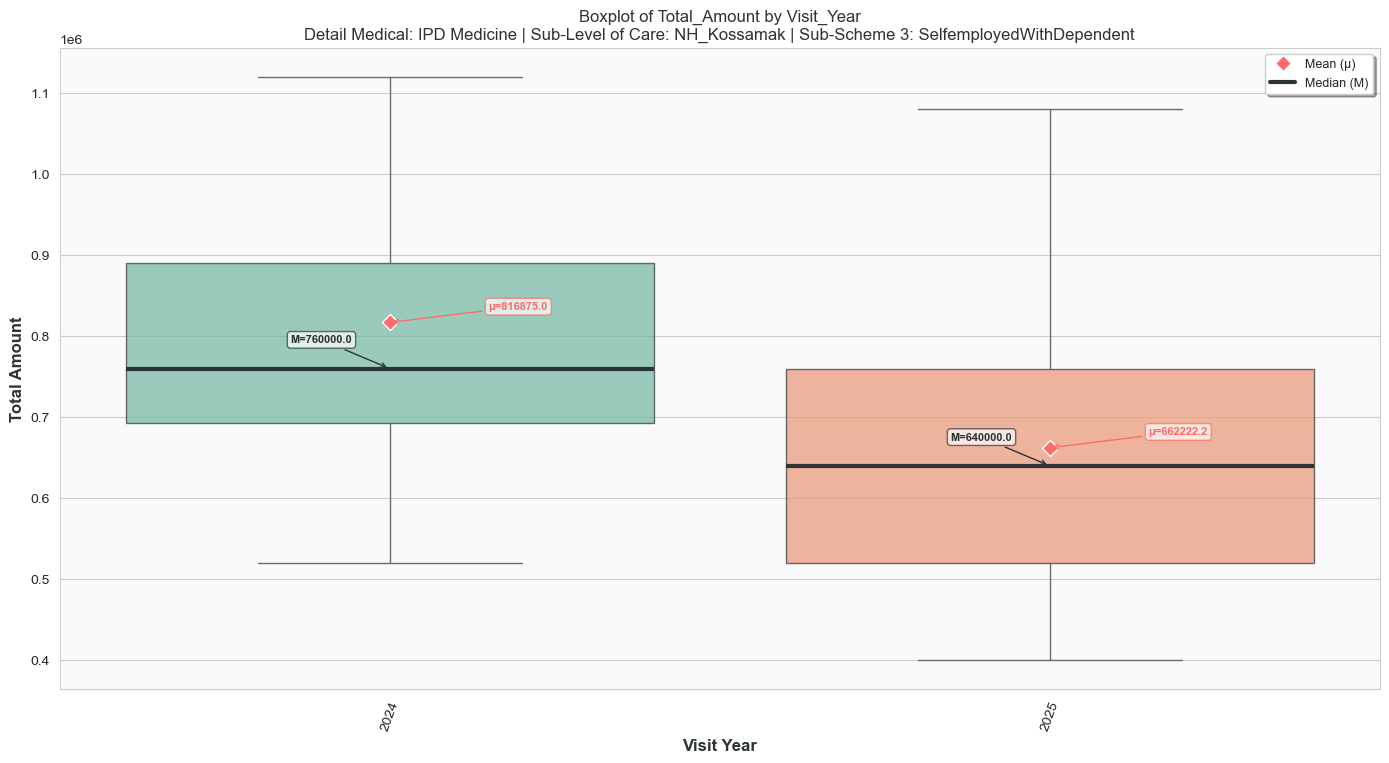 Boxplot of Total_Amount by Visit_Year
Detail Medical: IPD Medicine | Sub-Level of Care: NH_Kossamak | Sub-Scheme 3: SelfemployedWithDependent
1e6
Mean (μ)
Median (M)
1.1
1.0
0.9
0.8
0.7
0.6
0.5
0.4
Total Amount
μ=816875.0
M=760000.0
μ=662222.2
M=640000.0
2024
2025
Visit Year